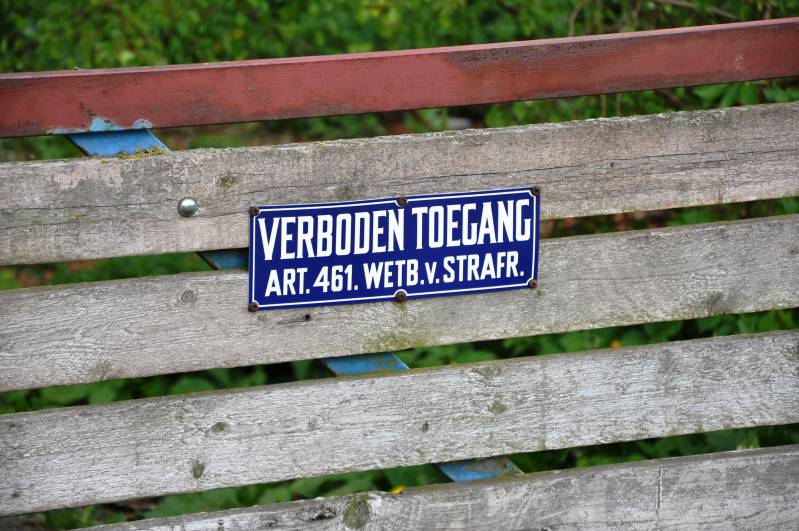 VERBODEN TOEGANG
ART. 461. WETB.V. STRAFR.